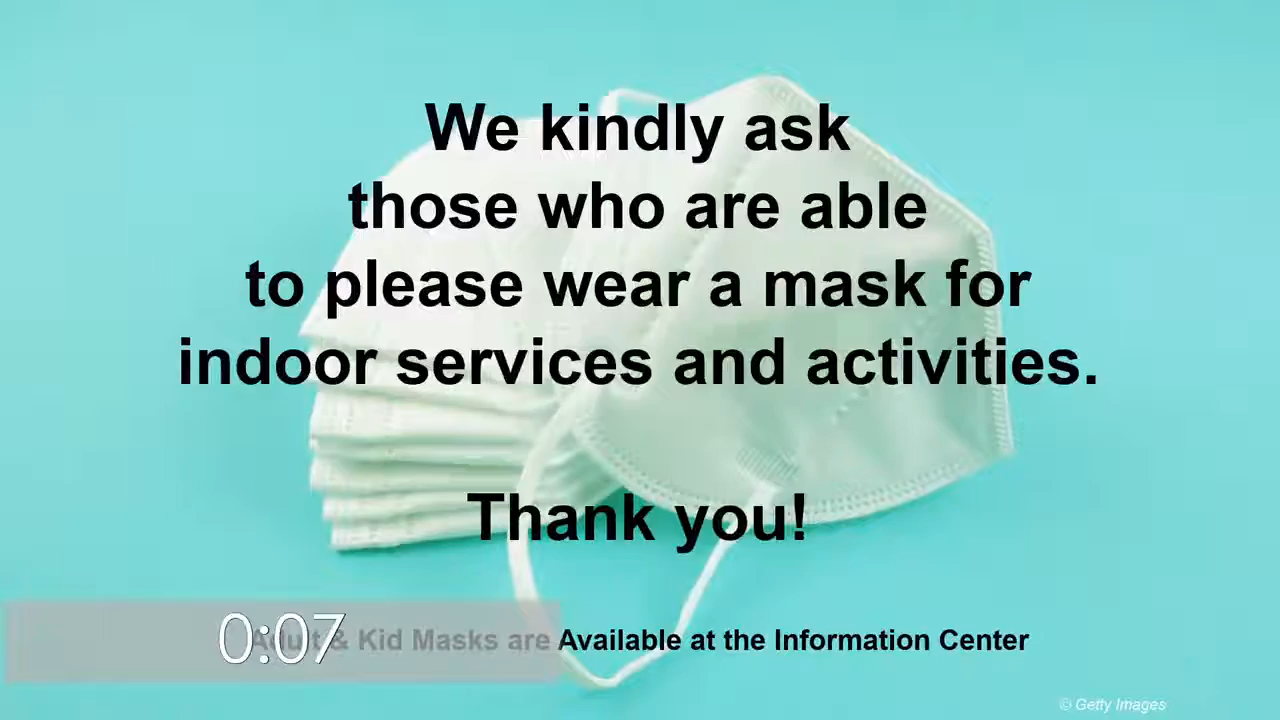 We kindly ask
those who are able
to please wear a mask for
indoor services and activities.
Thank you!
0:07
Adult & Kid Masks are Available at the Information Center
© Getty Images